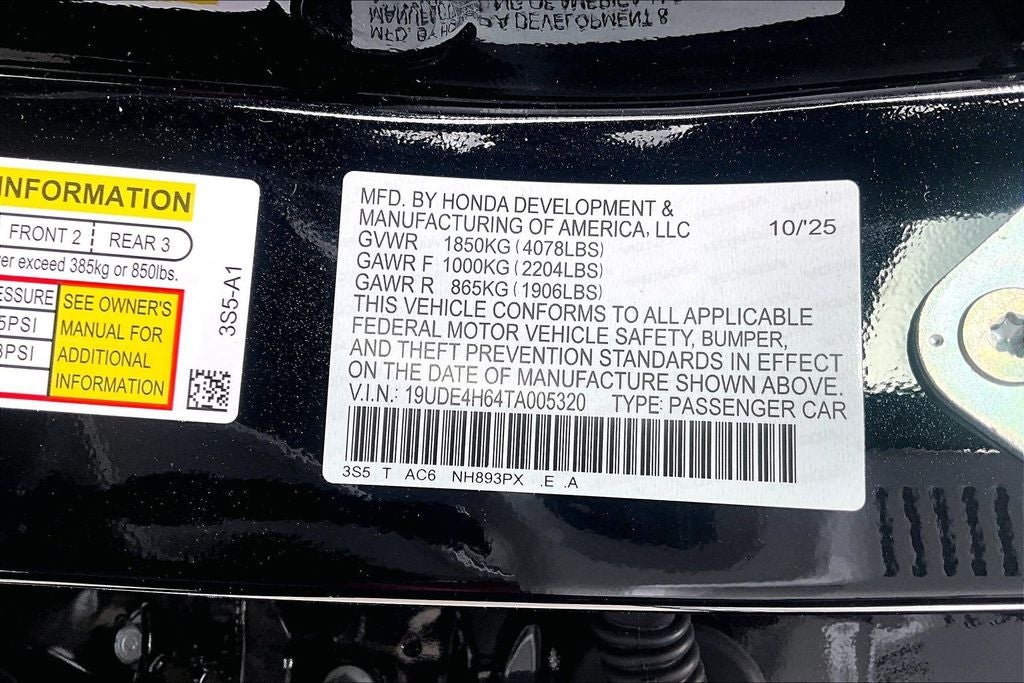 INFORMATION
FRONT 2 REAR 3
er exceed 385kg or 850lbs.
ESSURE
5PSI
3PSI
SEE OWNER'S
MANUAL FOR
ADDITIONAL
INFORMATION
3S5-A1
MFD. BY HONDA DEVELOPMENT &
MANUFACTURING OF AMERICA, LLC 10/'25
GVWR 1850KG (4078LBS)
GAWR F 1000KG (2204LBS)
GAWR R 865KG (1906LBS)
THIS VEHICLE CONFORMS TO ALL APPLICABLE
FEDERAL MOTOR VEHICLE SAFETY, BUMPER,
AND THEFT PREVENTION STANDARDS IN EFFECT
ON THE DATE OF MANUFACTURE SHOWN ABOVE.
V.I.N.: 19UDE4H64TA005320 TYPE: PASSENGER CAR
3S5 T AC6 NH893PX .E .A